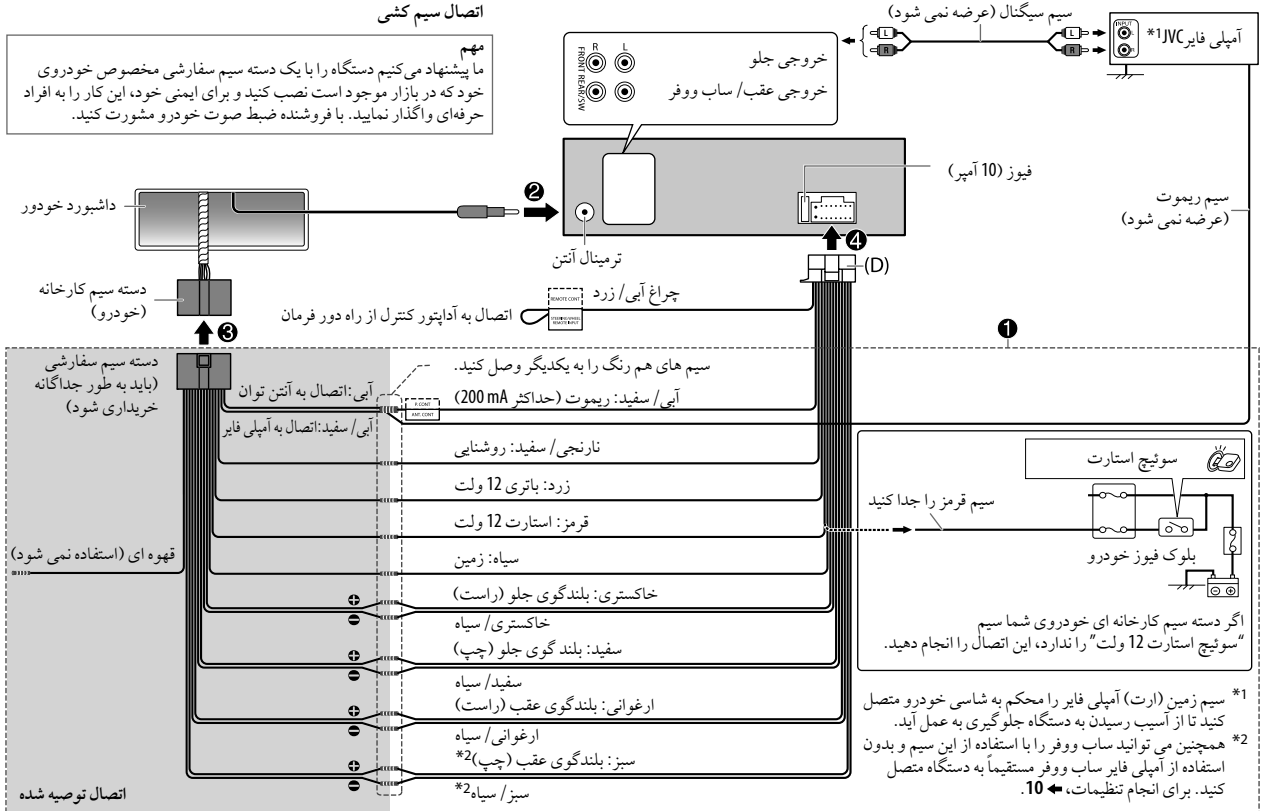 اتصال سیم کشی
مهم
ما پیشنهاد می‌کنیم دستگاه را با یک دسته سیم سفارشی مخصوص خودروی
خود که در بازار موجود است نصب کنید و برای ایمنی خود، این کار را به افراد
حرفه‌ای واگذار نمایید. با فروشنده ضبط صوت خودرو مشورت کنید.
سیم سیگنال (عرضه نمی شود)
L
R
L
R
INPUT
L
R
آمپلی فایر JVC*1
R L
FRONT
REAR/SW
خروجی جلو
خروجی عقب/ ساب ووفر
فیوز (10 آمپر)
سیم ریموت
(عرضه نمی شود)
داشبورد خودور
2
ترمینال آنتن
4
(D)
دسته سیم کارخانه
(خودرو)
3
چراغ آبی/ زرد
REMOTE CONT
STEERING WHEEL
REMOTE INPUT
اتصال به آداپتور کنترل از راه دور فرمان
1
دسته سیم سفارشی
(باید به طور جداگانه
خریداری شود)
سیم های هم رنگ را به یکدیگر وصل کنید.
آبی:اتصال به آنتن توان
P. CONT
ANT. CONT
آبی/ سفید: ریموت (حداکثر 200 mA)
آبی/ سفید:اتصال به آمپلی فایر
نارنجی/ سفید: روشنایی
زرد: باتری 12 ولت
قرمز: استارت 12 ولت
سیاه: زمین
قهوه ای (استفاده نمی شود)
خاکستری: بلندگوی جلو (راست)
خاکستری/ سیاه
سفید: بلند گوی جلو (چپ)
سفید/ سیاه
ارغوانی: بلندگوی عقب (راست)
ارغوانی/ سیاه
سبز: بلندگوی عقب (چپ)*2
سبز/ سیاه*2
اتصال توصیه شده
سوئیچ استارت
سیم قرمز را جدا کنید
بلوک فیوز خودرو
اگر دسته سیم کارخانه ای خودروی شما سیم
“سوئیچ استارت 12 ولت” را ندارد، این اتصال را انجام دهید.
*1 سیم زمین (ارت) آمپلی فایر را محکم به شاسی خودرو متصل
کنید تا از آسیب رسیدن به دستگاه جلوگیری به عمل آید.
*2 همچنین می توانید ساب ووفر را با استفاده از این سیم و بدون
استفاده از آمپلی فایر ساب ووفر مستقیماً به دستگاه متصل
کنید. برای انجام تنظیمات، ➜ 10.